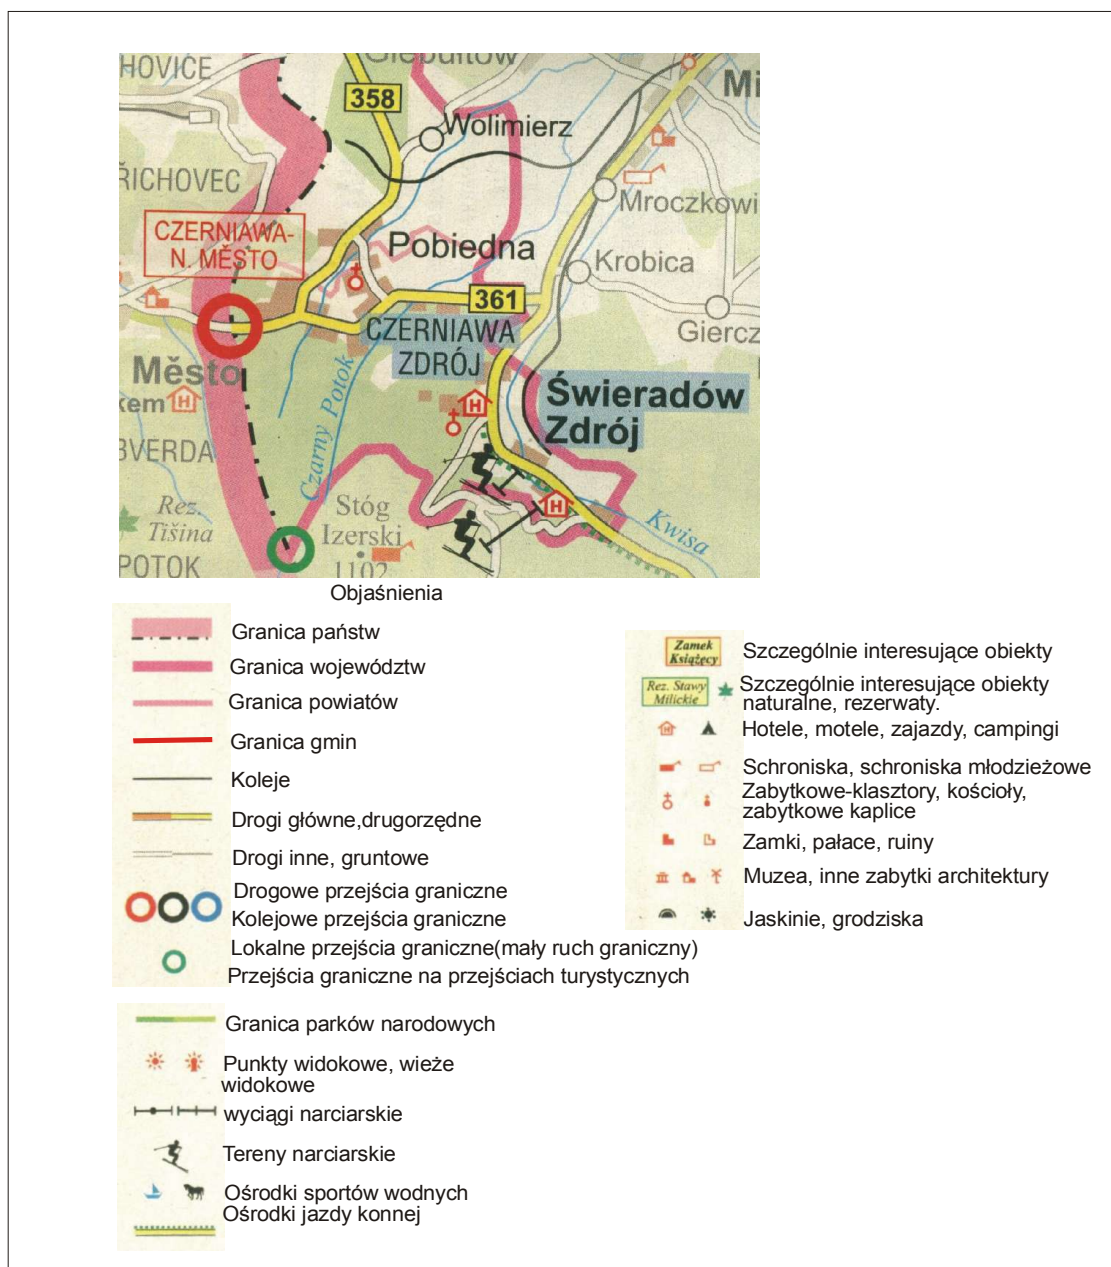 HOVICE
358
Wolimierz
Mi
ŘICHOVEC
Mroczkowi
CZERNIAWA-
N. MĚSTO
Pobiedna
Krobica
361
Giercz
CZERNIAWA
ZDRÓJ
Město
kem
H
H
Świeradów
Zdrój
Czarny Potok
VERDA
Rez.
Tišina
Stóg
Izerski
1102
H
Kwisa
POTOK
Objaśnienia
Granica państw
Granica województw
Granica powiatów
Granica gmin
Koleje
Drogi główne,drugorzędne
Drogi inne, gruntowe
Drogowe przejścia graniczne
Kolejowe przejścia graniczne
Lokalne przejścia graniczne(mały ruch graniczny)
Przejścia graniczne na przejściach turystycznych
Granica parków narodowych
Punkty widokowe, wieże
widokowe
wyciągi narciarskie
Tereny narciarskie
Ośrodki sportów wodnych
Ośrodki jazdy konnej
Zamek
Książęcy
Szczególnie interesujące obiekty
Rez. Stawy
Milickie
Szczególnie interesujące obiekty
naturalne, rezerwaty.
H
Hotele, motele, zajazdy, campingi
Schroniska, schroniska młodzieżowe
Zabytkowe-klasztory, kościoły,
zabytkowe kaplice
Zamki, pałace, ruiny
Muzea, inne zabytki architektury
Jaskinie, grodziska